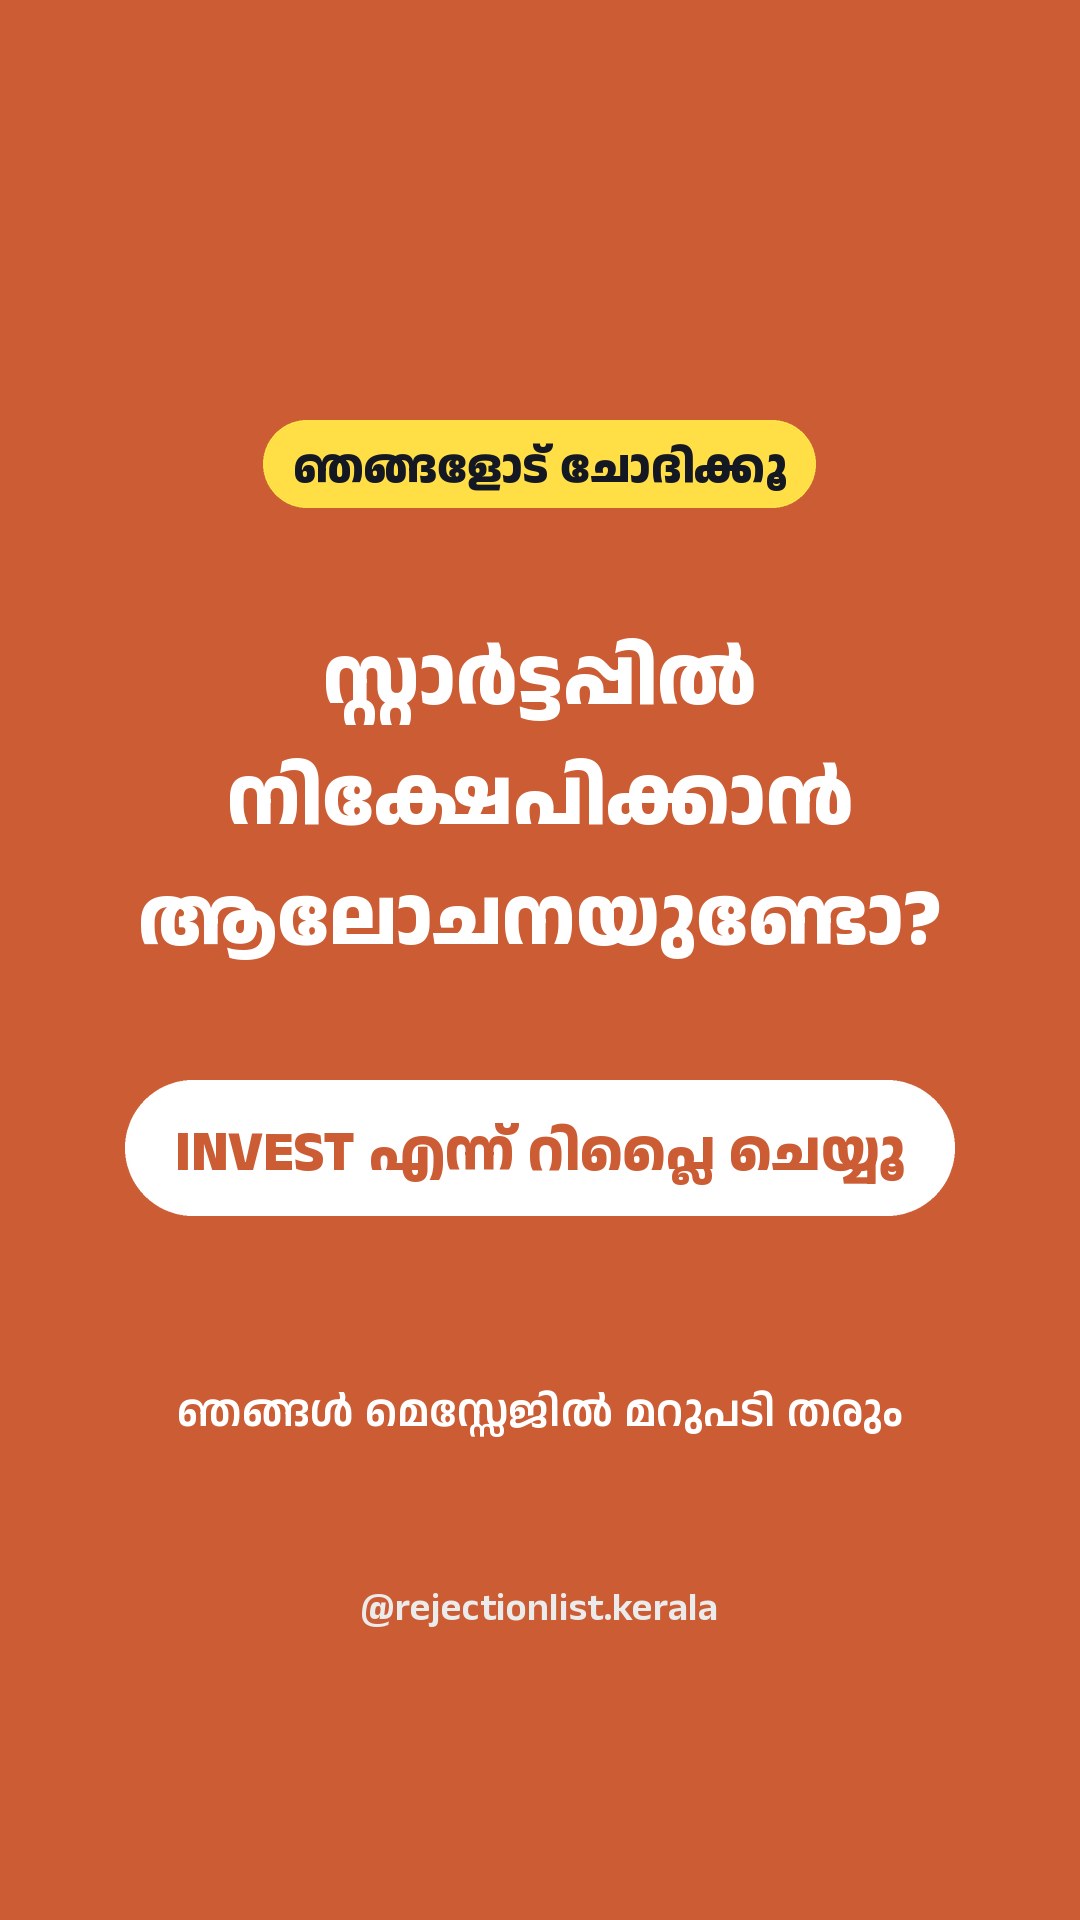 ഞങ്ങളോട് ചോദിക്കൂ
സ്റ്റാർട്ടപ്പിൽ
നിക്ഷേപിക്കാൻ
ആലോചനയുണ്ടോ?
INVEST എന്ന് റിപ്ലൈ ചെയ്യൂ
ഞങ്ങൾ മെസ്സേജിൽ മറുപടി തരും
@rejectionlist.kerala